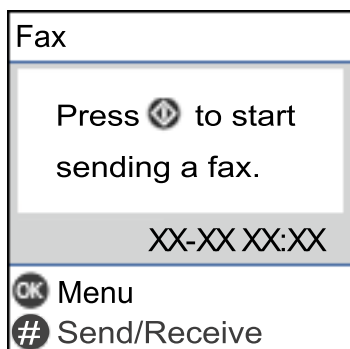 Fax
Press to start
sending a fax.
XX-XX XX:XX
OK Menu
# Send/Receive